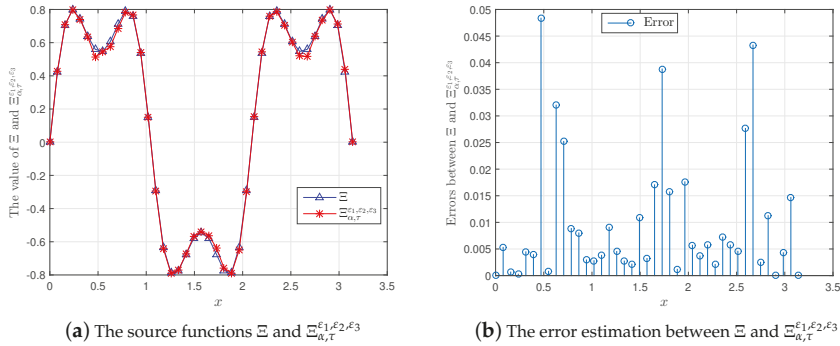 0.8
0.6
0.4
0.2
0
-0.2
-0.4
-0.6
-0.8
The value of Ξ and Ξ^{ε1,ε2,ε3}_{α,τ}
Ξ
Ξ^{ε1,ε2,ε3}_{α,τ}
0 0.5 1 1.5 2 2.5 3 3.5
x
(a) The source functions Ξ and Ξ^{ε1,ε2,ε3}_{α,τ}
0.05
0.045
0.04
0.035
0.03
0.025
0.02
0.015
0.01
0.005
0
Errors between Ξ and Ξ^{ε1,ε2,ε3}_{α,τ}
Error
0 0.5 1 1.5 2 2.5 3 3.5
x
(b) The error estimation between Ξ and Ξ^{ε1,ε2,ε3}_{α,τ}